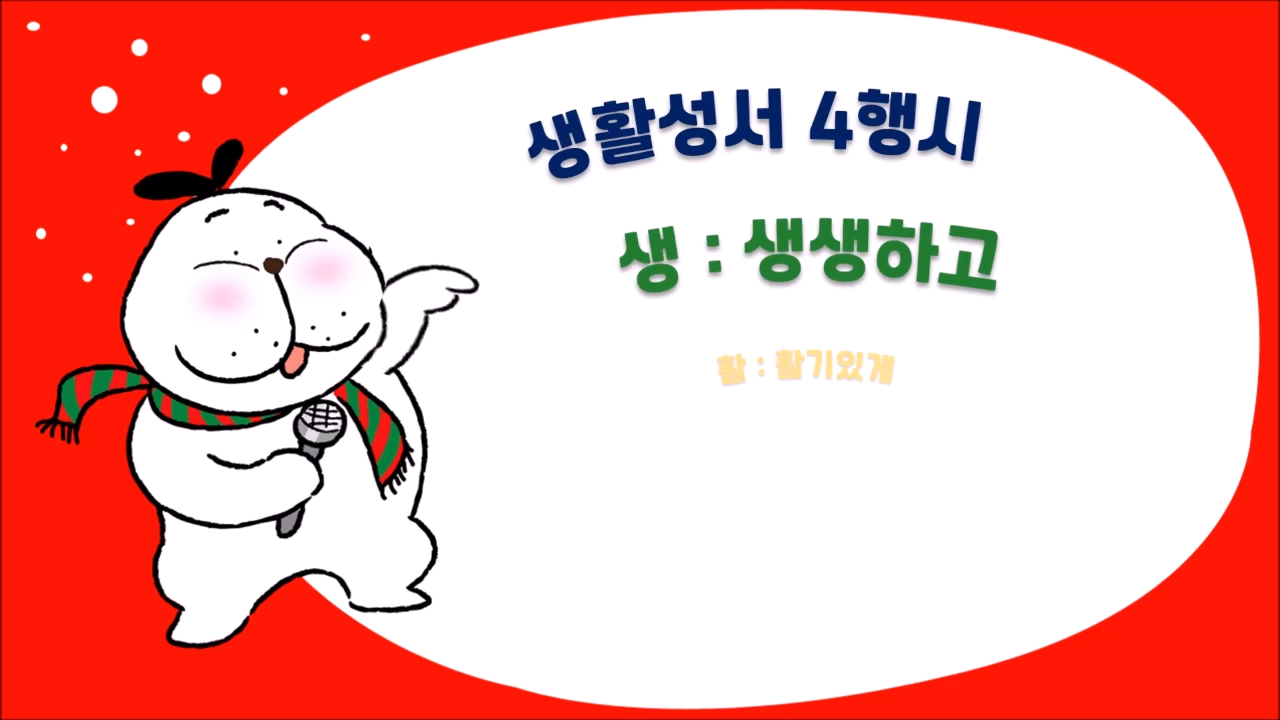 생활성서 4행시
생 : 생생하고
활 : 활기있게